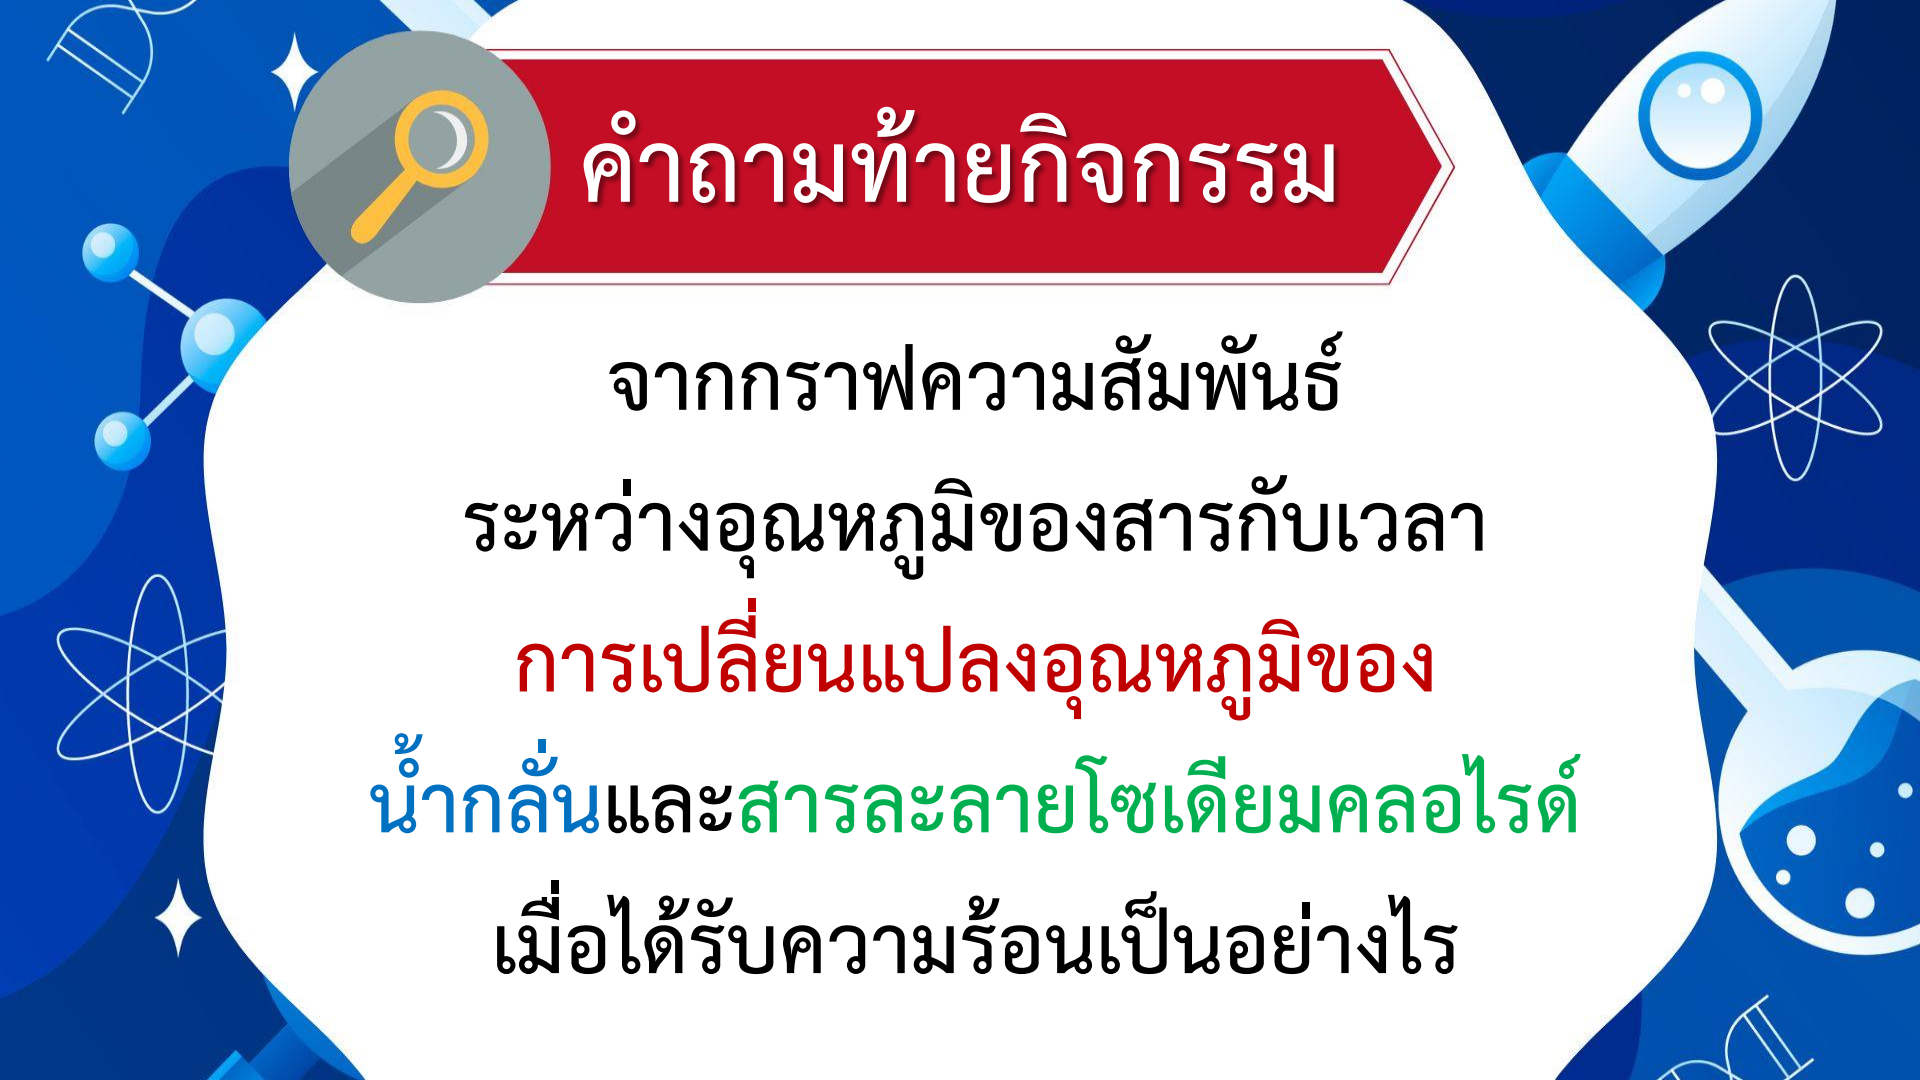 คำถามท้ายกิจกรรม
จากกราฟความสัมพันธ์
ระหว่างอุณหภูมิของสารกับเวลา
การเปลี่ยนแปลงอุณหภูมิของ
น้ำกลั่นและสารละลายโซเดียมคลอไรด์
เมื่อได้รับความร้อนเป็นอย่างไร